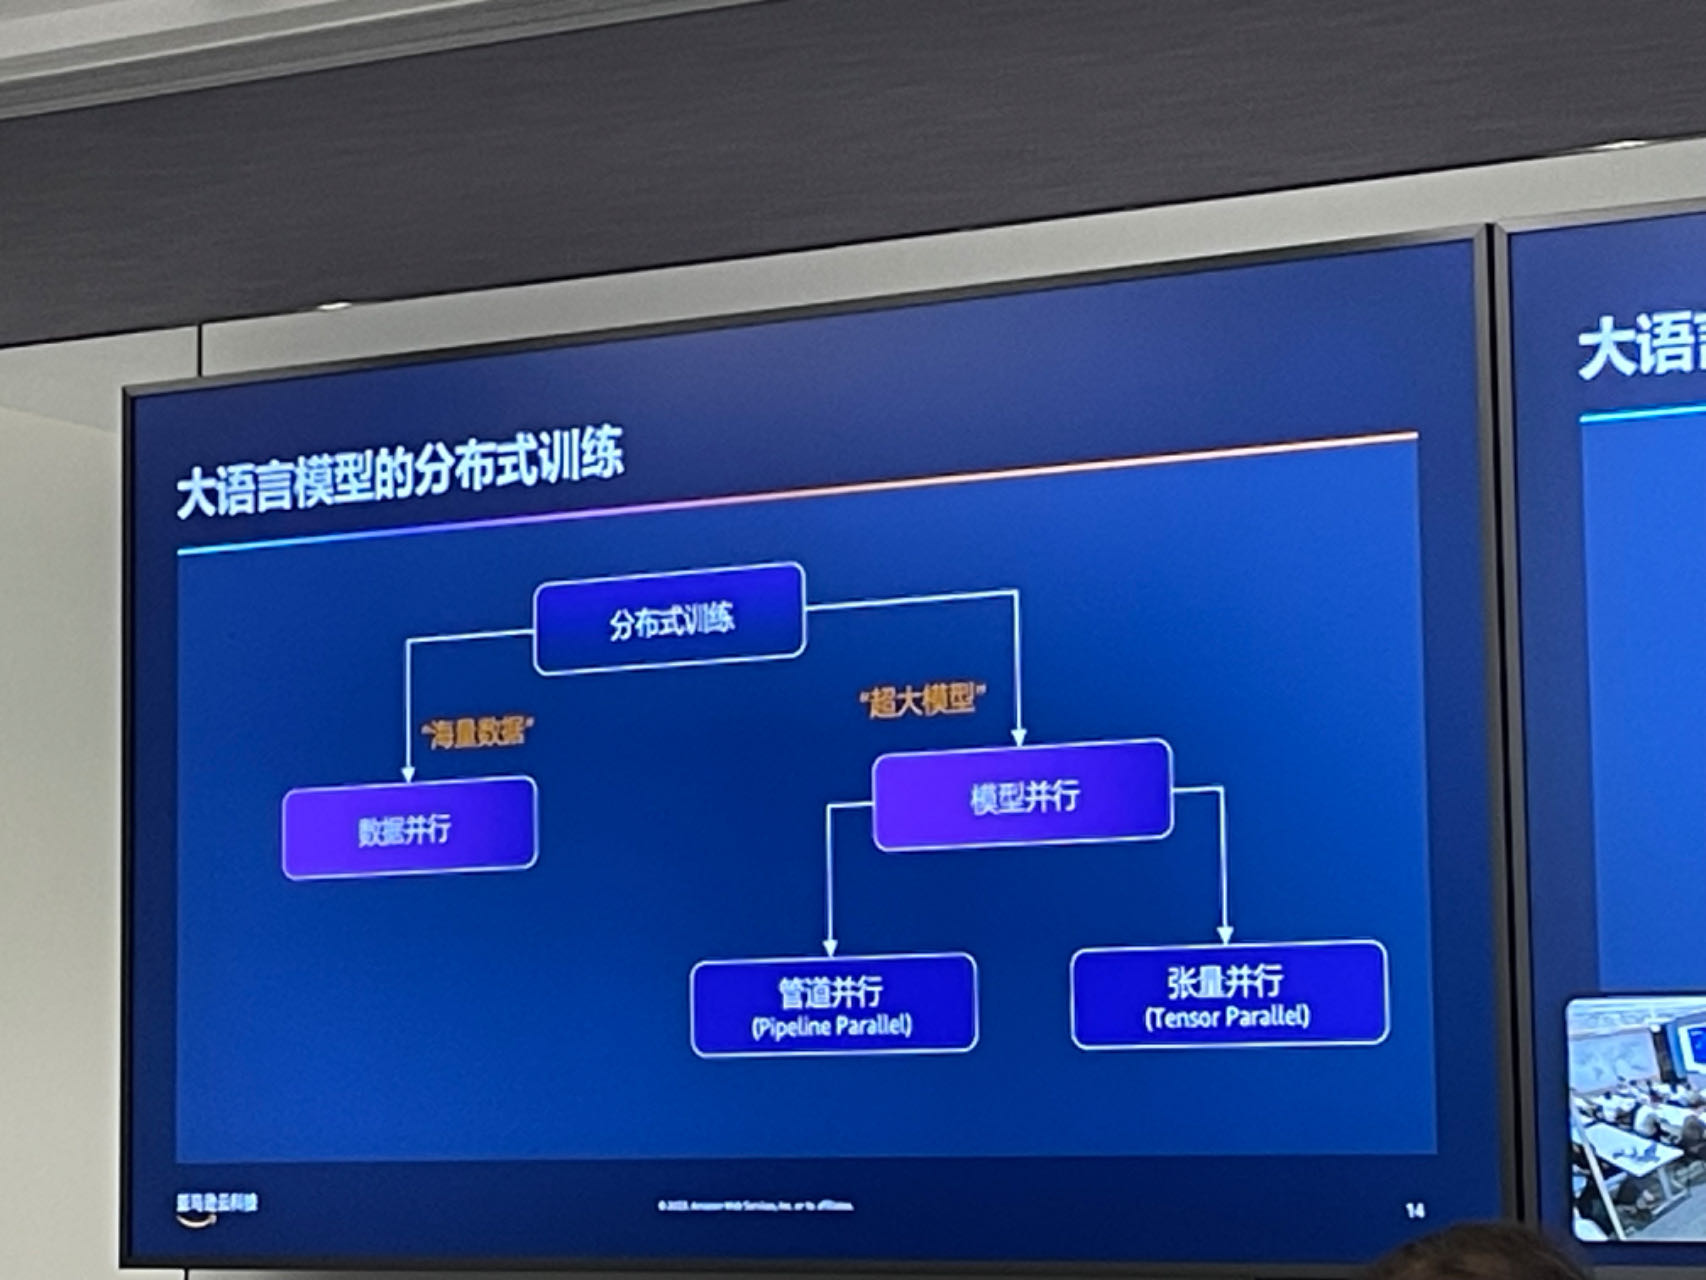 大语言模型的分布式训练
分布式训练
“海量数据”
“超大模型”
数据并行
模型并行
管道并行
(Pipeline Parallel)
张量并行
(Tensor Parallel)
亚马逊云科技
© 2023, Amazon Web Services, Inc. or its affiliates.
14
大语言